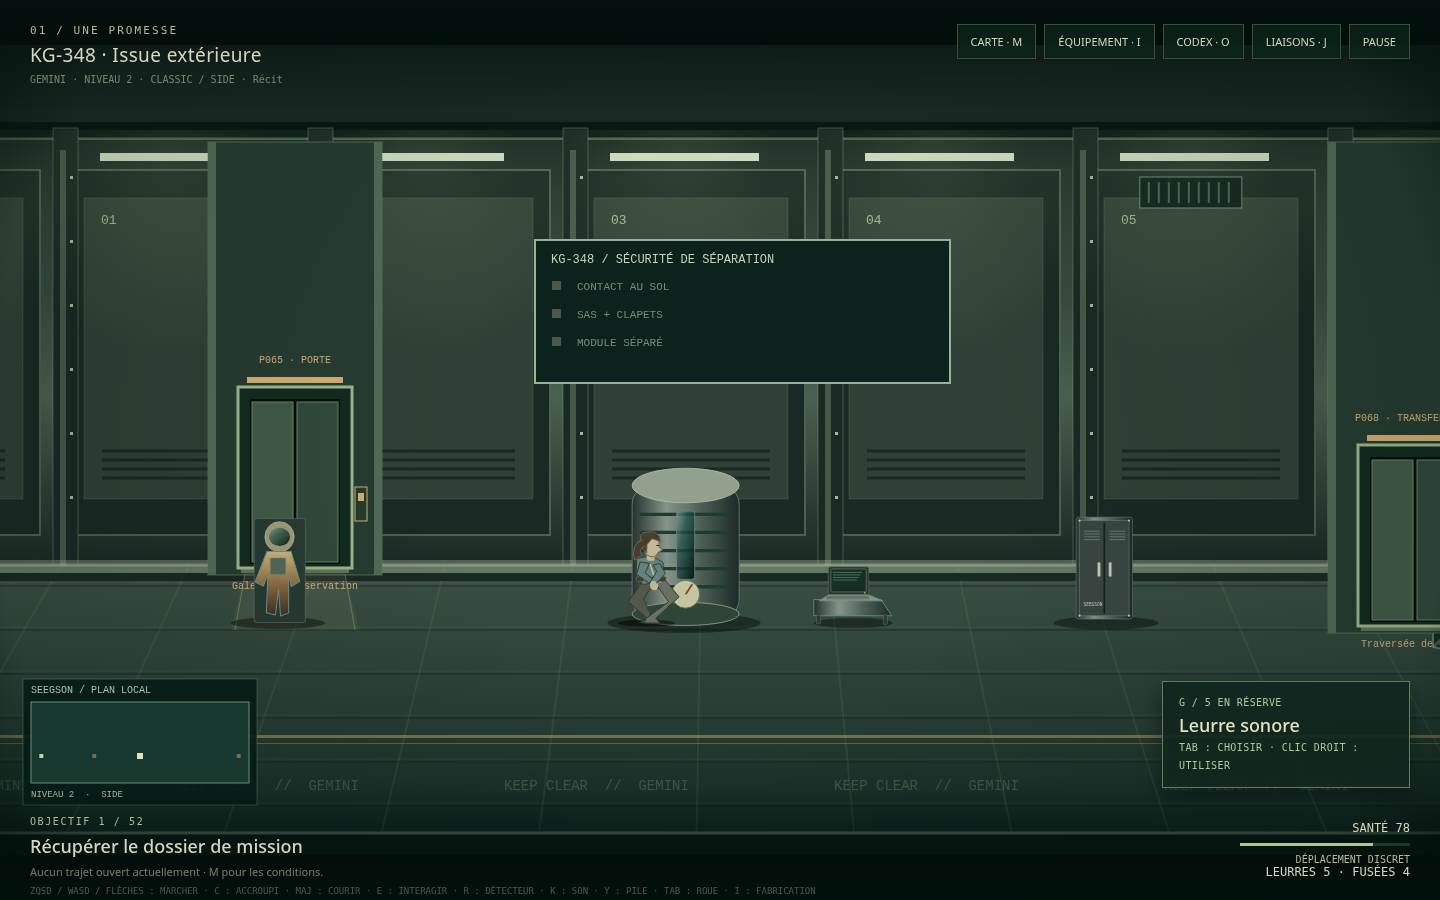 01 / UNE PROMESSE
KG-348 · Issue extérieure
GEMINI · NIVEAU 2 · CLASSIC / SIDE · Récit
CARTE · M
ÉQUIPEMENT · I
CODEX · O
LIAISONS · J
PAUSE
01
03
04
05
KG-348 / SÉCURITÉ DE SÉPARATION
CONTACT AU SOL
SAS + CLAPETS
MODULE SÉPARÉ
P065 · PORTE
P068 · TRANSFE
SEEGSON
Gale servation
Traversée de
SEEGSON / PLAN LOCAL
NIVEAU 2 · SIDE
// GEMINI
KEEP CLEAR // GEMINI
KEEP CLEAR // GEMINI
G / 5 EN RÉSERVE
Leurre sonore
TAB : CHOISIR · CLIC DROIT :
UTILISER
OBJECTIF 1 / 52
Récupérer le dossier de mission
Aucun trajet ouvert actuellement · M pour les conditions.
ZQSD / WASD / FLÈCHES : MARCHER · C : ACCROUPI · MAJ : COURIR · E : INTERAGIR · R : DÉTECTEUR · K : SON · Y : PILE · TAB : ROUE · I : FABRICATION
SANTÉ 78
DÉPLACEMENT DISCRET
LEURRES 5 · FUSÉES 4